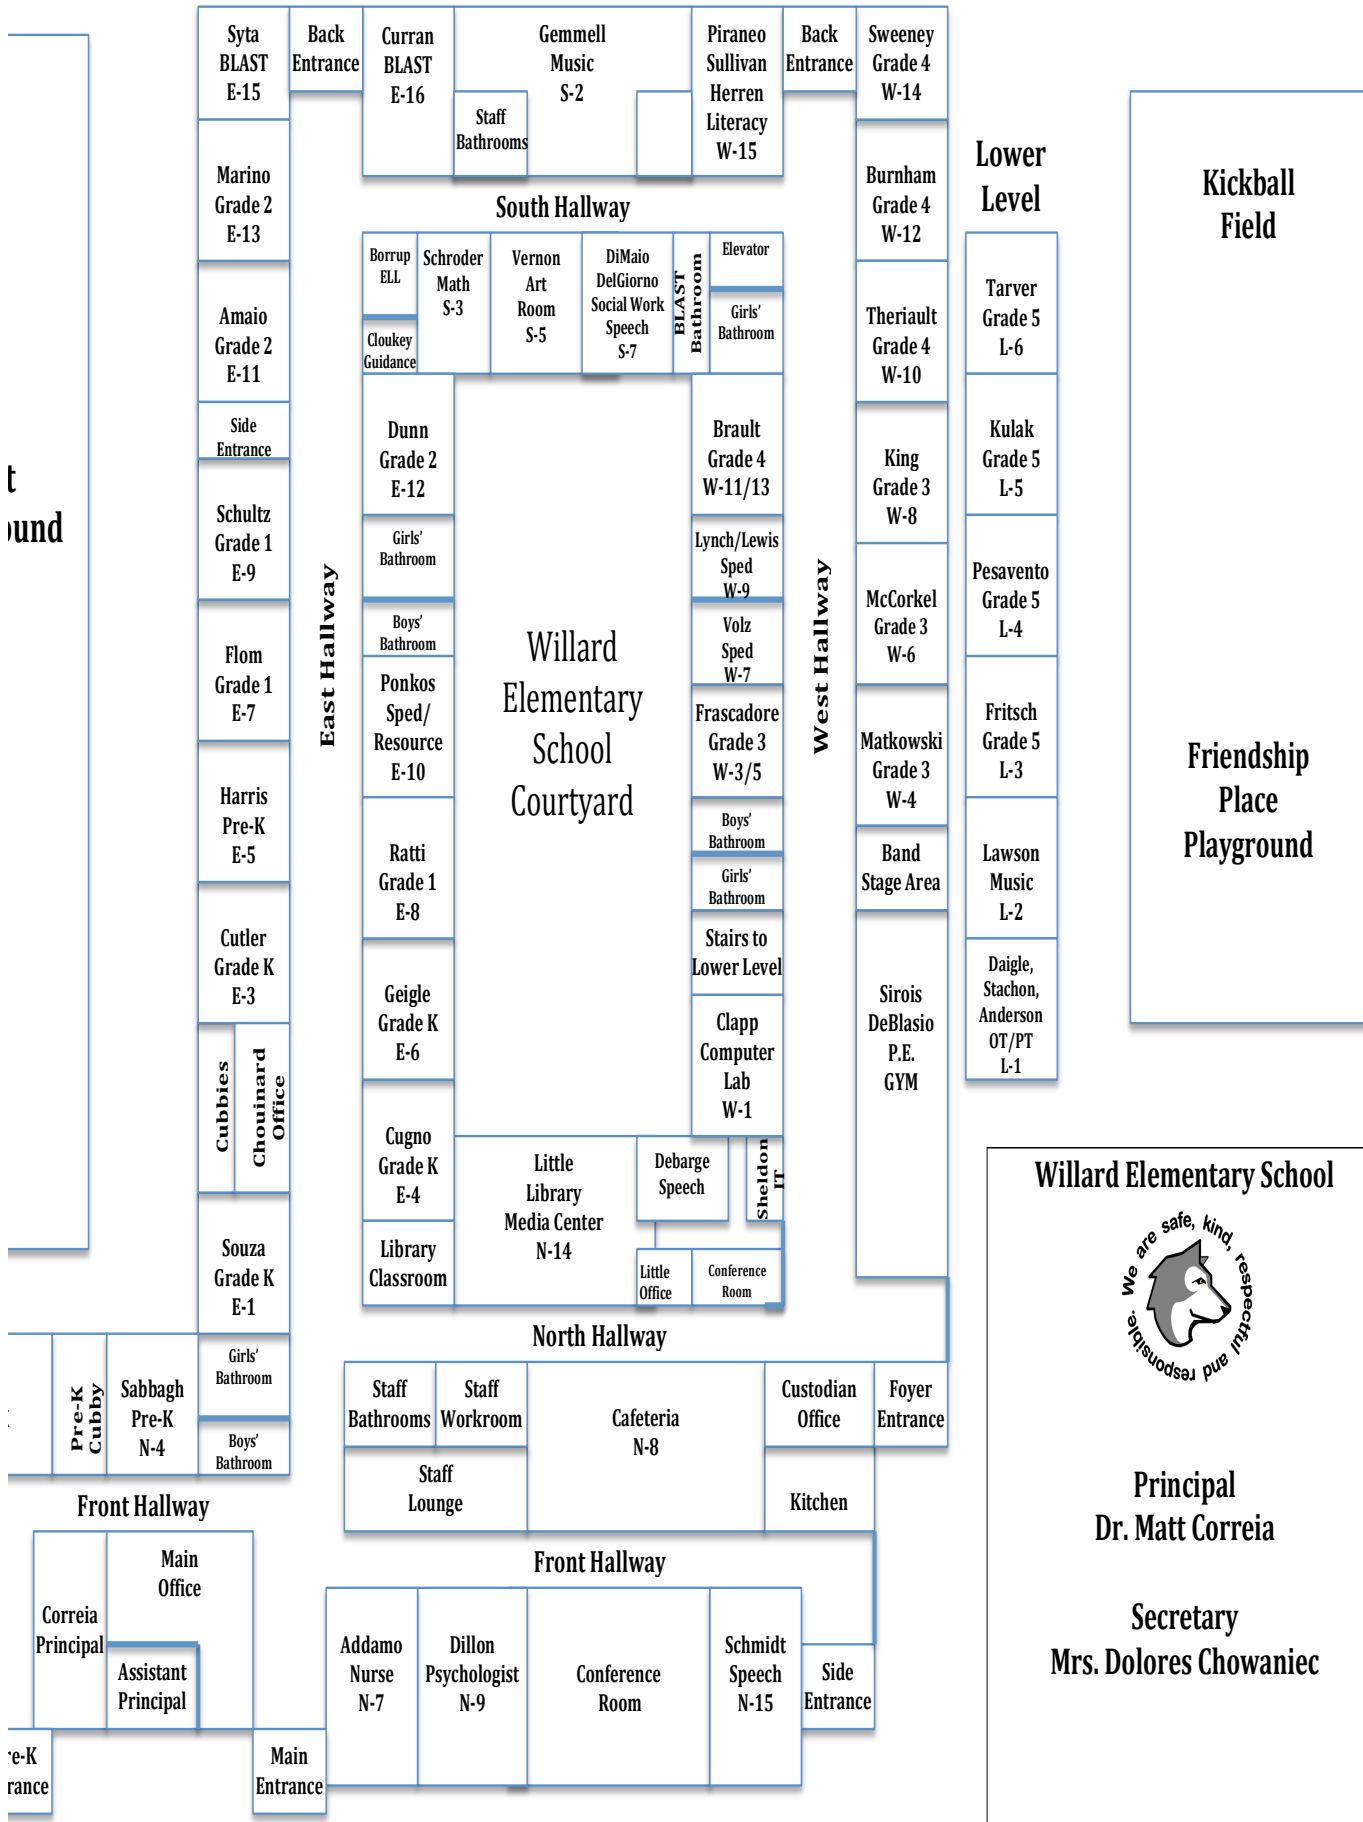 Syta
BLAST
E-15
Back
Entrance
Curran
BLAST
E-16
Gemmell
Music
S-2
Staff
Bathrooms
Piraneo
Sullivan
Herren
Literacy
W-15
Back
Entrance
Sweeney
Grade 4
W-14
South Hallway
Marino
Grade 2
E-13
Amaio
Grade 2
E-11
Side
Entrance
Schultz
Grade 1
E-9
Flom
Grade 1
E-7
Harris
Pre-K
E-5
Cutler
Grade K
E-3
Cubbies
Chouinard
Office
Souza
Grade K
E-1
Girls'
Bathroom
Boys'
Bathroom
East Hallway
Borrup
ELL
Cloukey
Guidance
Schroder
Math
S-3
Vernon
Art
Room
S-5
DiMaio
DelGiorno
Social Work
Speech
S-7
BLAST
Bathroom
Elevator
Girls'
Bathroom
Dunn
Grade 2
E-12
Girls'
Bathroom
Boys'
Bathroom
Ponkos
Sped/
Resource
E-10
Ratti
Grade 1
E-8
Geigle
Grade K
E-6
Cugno
Grade K
E-4
Library
Classroom
Willard
Elementary
School
Courtyard
Little
Library
Media Center
N-14
Debarge
Speech
Sheldon
IT
Little
Office
Conference
Room
Brault
Grade 4
W-11/13
Lynch/Lewis
Sped
W-9
Volz
Sped
W-7
Frascadore
Grade 3
W-3/5
Boys'
Bathroom
Girls'
Bathroom
Stairs to
Lower Level
Clapp
Computer
Lab
W-1
West Hallway
Burnham
Grade 4
W-12
Theriault
Grade 4
W-10
King
Grade 3
W-8
McCorkel
Grade 3
W-6
Matkowski
Grade 3
W-4
Band
Stage Area
Sirois
DeBlasio
P.E.
GYM
Lower
Level
Tarver
Grade 5
L-6
Kulak
Grade 5
L-5
Pesavento
Grade 5
L-4
Fritsch
Grade 5
L-3
Lawson
Music
L-2
Daigle,
Stachon,
Anderson
OT/PT
L-1
Kickball
Field
Friendship
Place
Playground
North Hallway
Pre-K
Cubby
Sabbagh
Pre-K
N-4
Staff
Bathrooms
Staff
Workroom
Cafeteria
N-8
Custodian
Office
Foyer
Entrance
Staff
Lounge
Kitchen
Front Hallway
Front Hallway
Correia
Principal
Main
Office
Assistant
Principal
Main
Entrance
Addamo
Nurse
N-7
Dillon
Psychologist
N-9
Conference
Room
Schmidt
Speech
N-15
Side
Entrance
Willard Elementary School
We are safe, kind, respectful and responsible.
Principal
Dr. Matt Correia
Secretary
Mrs. Dolores Chowaniec